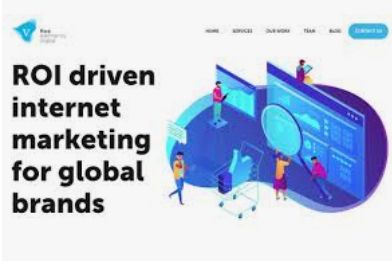 HOME SERVICES OUR WORK TEAM BLOG CONTACT US
ROI driven
internet
marketing
for global
brands